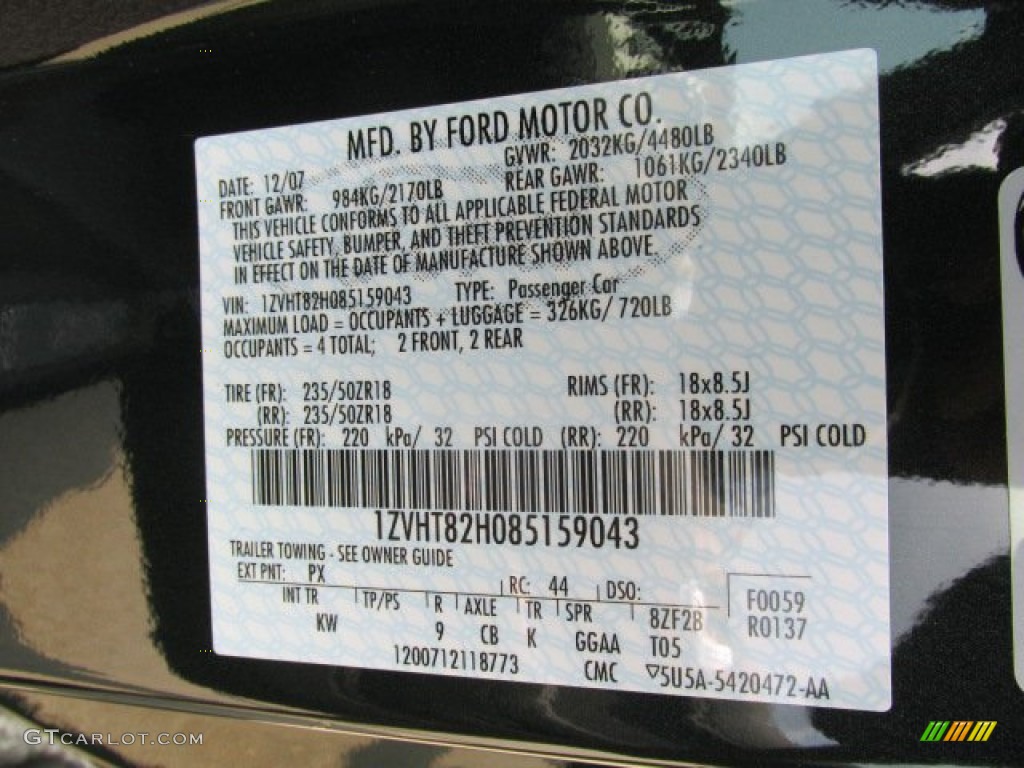 MFD. BY FORD MOTOR CO.
DATE: 12/07 GVWR: 2032KG/4480LB
FRONT GAWR: 984KG/2170LB REAR GAWR: 1061KG/2340LB
THIS VEHICLE CONFORMS TO ALL APPLICABLE FEDERAL MOTOR
VEHICLE SAFETY, BUMPER, AND THEFT PREVENTION STANDARDS
IN EFFECT ON THE DATE OF MANUFACTURE SHOWN ABOVE.
VIN: 1ZVHT82H085159043 TYPE: Passenger Car
MAXIMUM LOAD = OCCUPANTS + LUGGAGE = 326KG/ 720LB
OCCUPANTS = 4 TOTAL; 2 FRONT, 2 REAR
TIRE (FR): 235/50ZR18 RIMS (FR): 18x8.5J
(RR): 235/50ZR18 (RR): 18x8.5J
PRESSURE (FR): 220 kPa/ 32 PSI COLD (RR): 220 kPa/ 32 PSI COLD
1ZVHT82H085159043
TRAILER TOWING - SEE OWNER GUIDE
EXT PNT: PX RC: 44 DSO: F0059
INT TR TP/PS R AXLE TR SPR 8ZF2B R0137
KW 9 CB K GGAA T05
1200712118773 CMC ▽5U5A-5420472-AA
GTCARLOT.COM